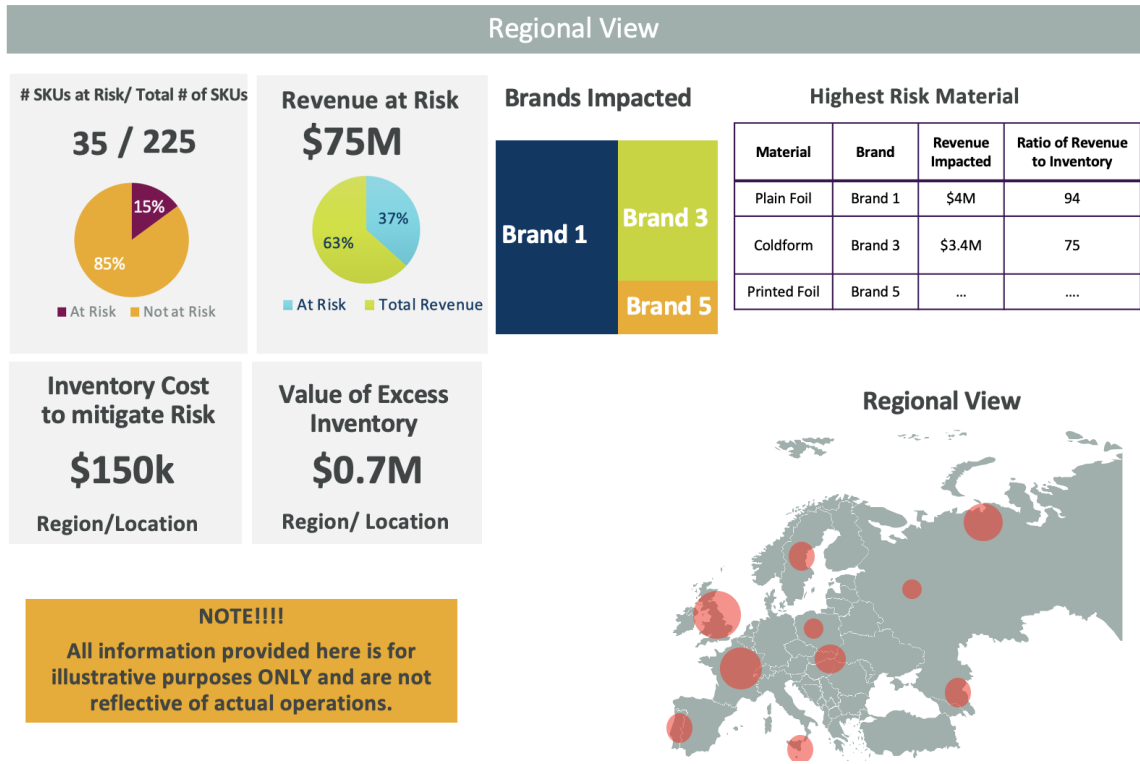 Regional View
# SKUs at Risk/ Total # of SKUs
35 / 225
15%
85%
At Risk
Not at Risk
Revenue at Risk
$75M
37%
63%
At Risk
Total Revenue
Brands Impacted
Brand 1
Brand 3
Brand 5
Highest Risk Material
Material Brand Revenue Impacted Ratio of Revenue to Inventory
Plain Foil Brand 1 $4M 94
Coldform Brand 3 $3.4M 75
Printed Foil Brand 5 ... ....
Inventory Cost
to mitigate Risk
$150k
Region/Location
Value of Excess
Inventory
$0.7M
Region/ Location
Regional View
NOTE!!!!
All information provided here is for
illustrative purposes ONLY and are not
reflective of actual operations.